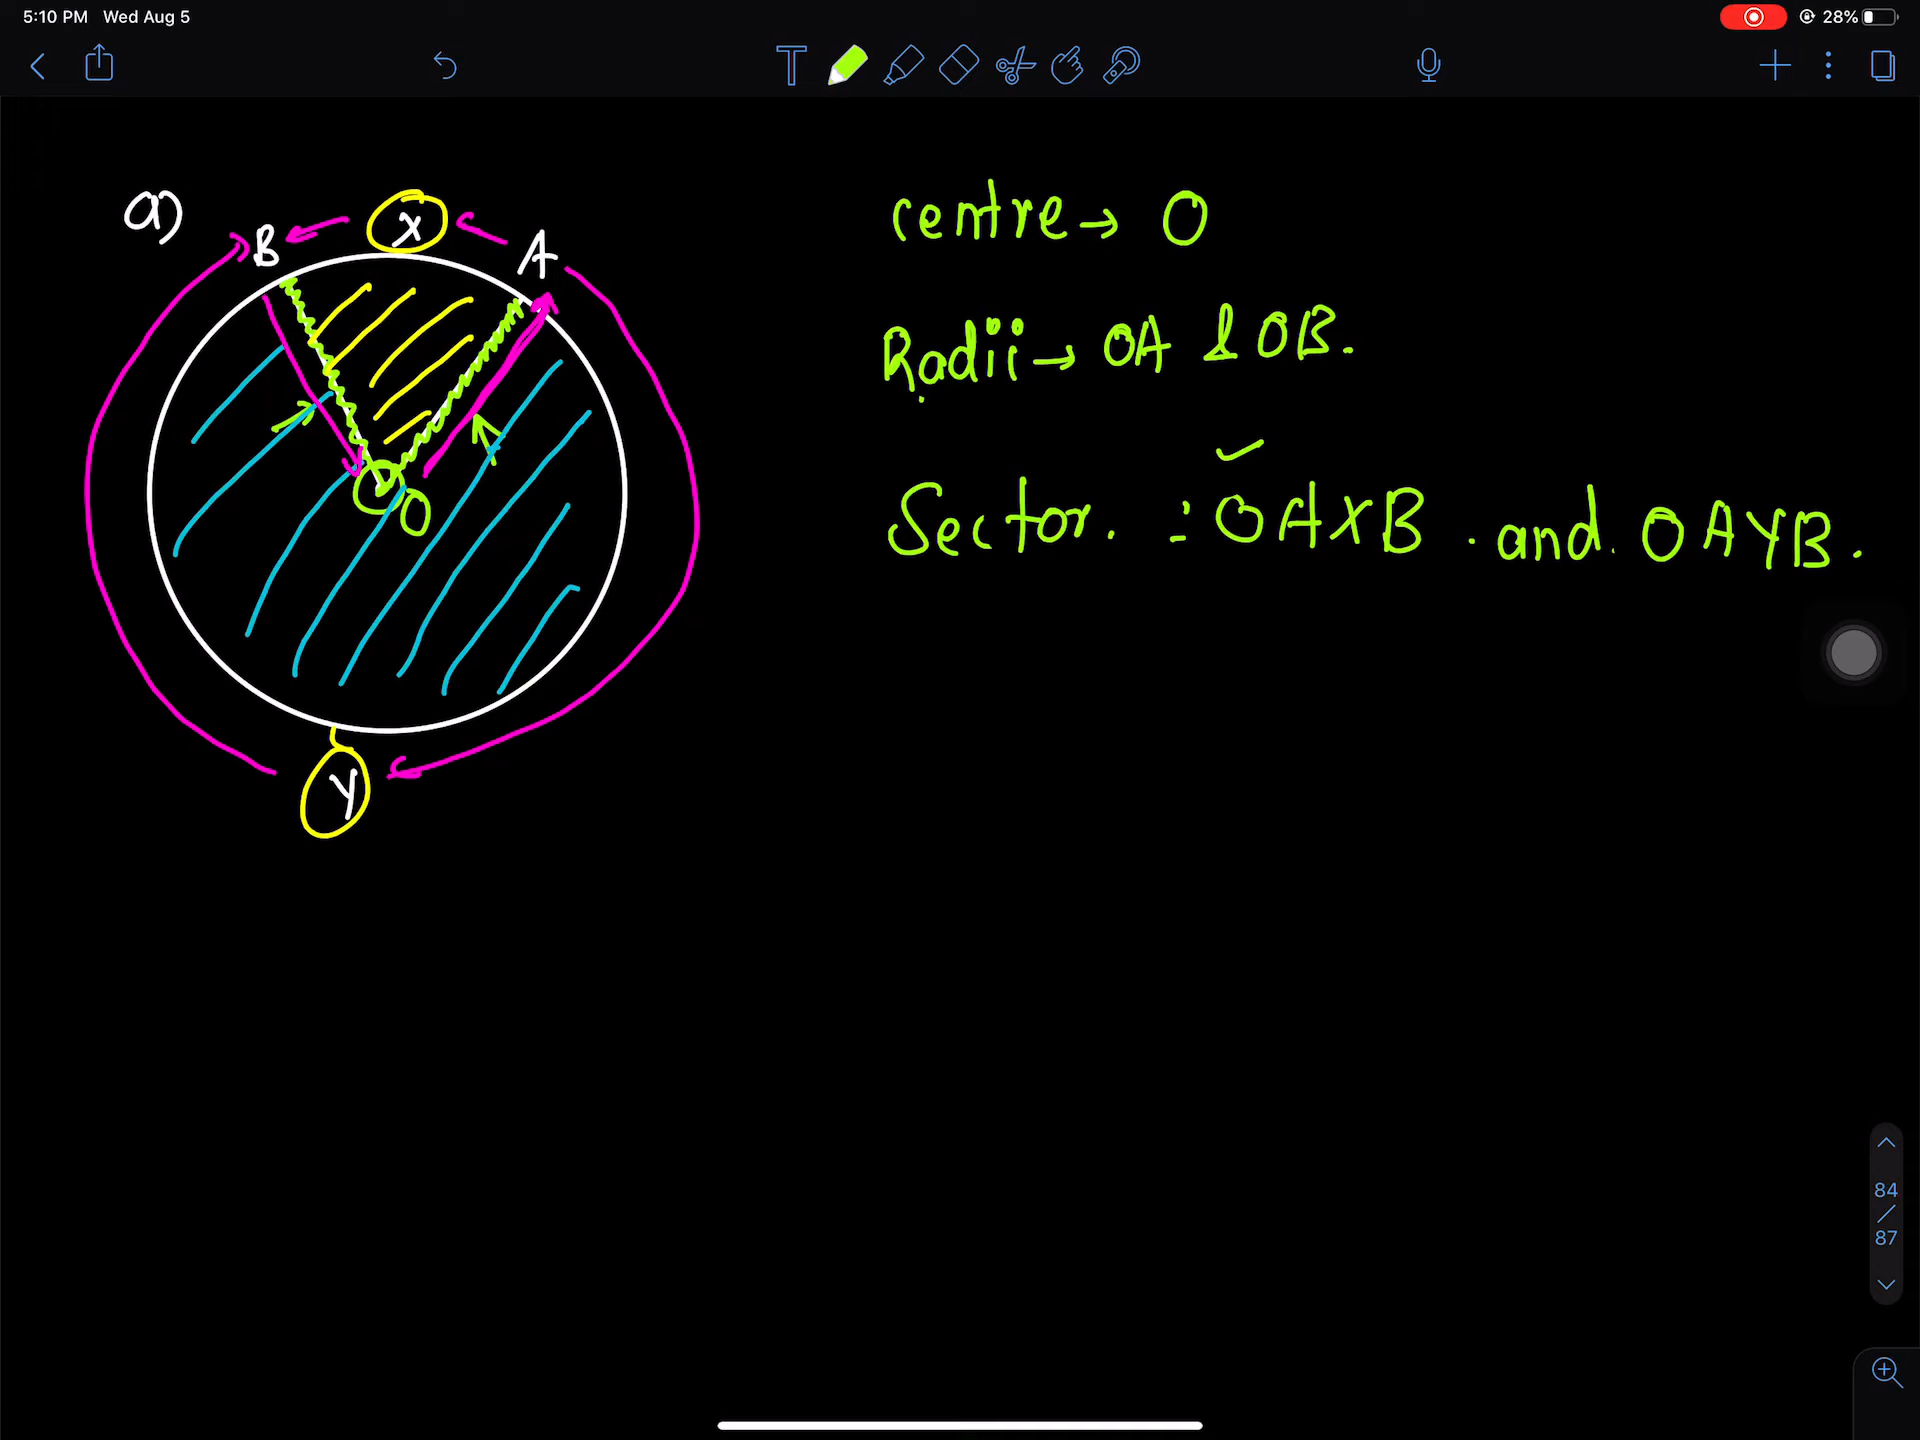 5:10 PM Wed Aug 5
28%
T
a)
B
X
A
O
Y
centre → O
Radii → OA & OB.
Sector. := OAXB . and. OAYB.
84
/
87